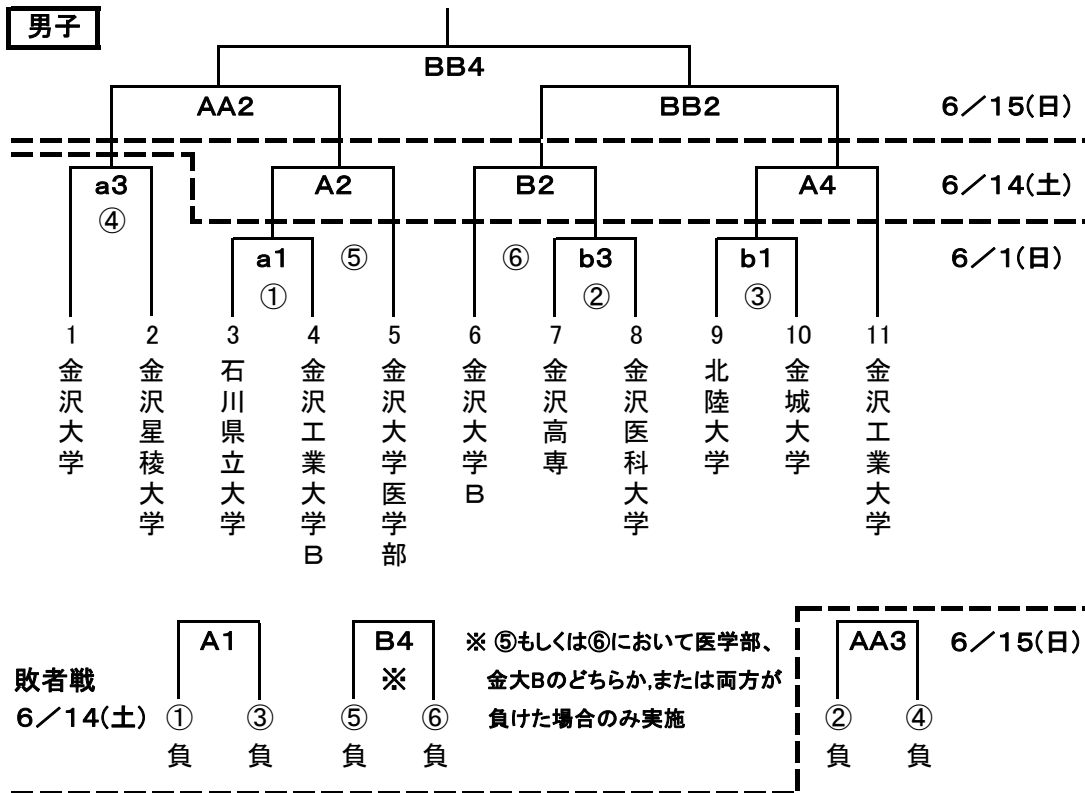 男子
BB4
AA2 BB2 6/15(日)
a3 A2 B2 A4 6/14(土)
④
a1 ⑤ ⑥ b3 b1 6/1(日)
① ② ③
1 2 3 4 5 6 7 8 9 10 11
金沢大学
金沢星稜大学
石川県立大学
金沢工業大学B
金沢大学医学部
金沢大学B
金沢高専
金沢医科大学
北陸大学
金城大学
金沢工業大学
A1 B4 ※ ⑤もしくは⑥において医学部、 AA3 6/15(日)
敗者戦 ※ 金大Bのどちらか,または両方が
6/14(土) ① ③ ⑤ ⑥ 負けた場合のみ実施 ② ④
負 負 負 負 負 負